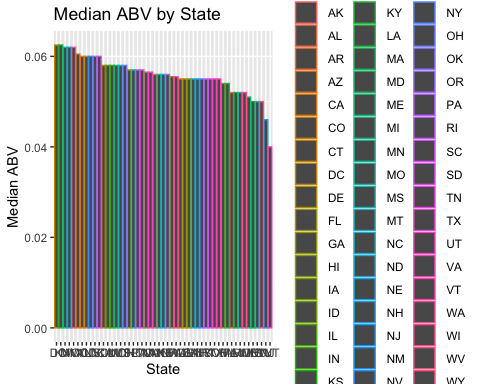 Median ABV by State
0.06
0.04
0.02
0.00
Median ABV
State
AK KY NY
AL LA OH
AR MA OK
AZ MD OR
CA ME PA
CO MI RI
CT MN SC
DC MO SD
DE MS TN
FL MT TX
GA NC UT
HI ND VA
IA NE VT
ID NH WA
IL NJ WI
IN NM WV
KS NV WY